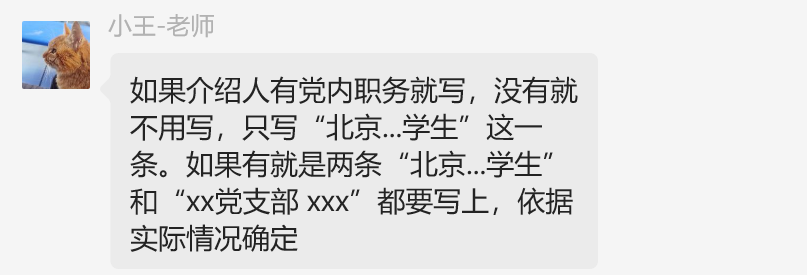 小王-老师
如果介绍人有党内职务就写，没有就
不用写，只写“北京...学生”这一
条。如果有就是两条“北京...学生”
和“xx党支部 xxx”都要写上，依据
实际情况确定